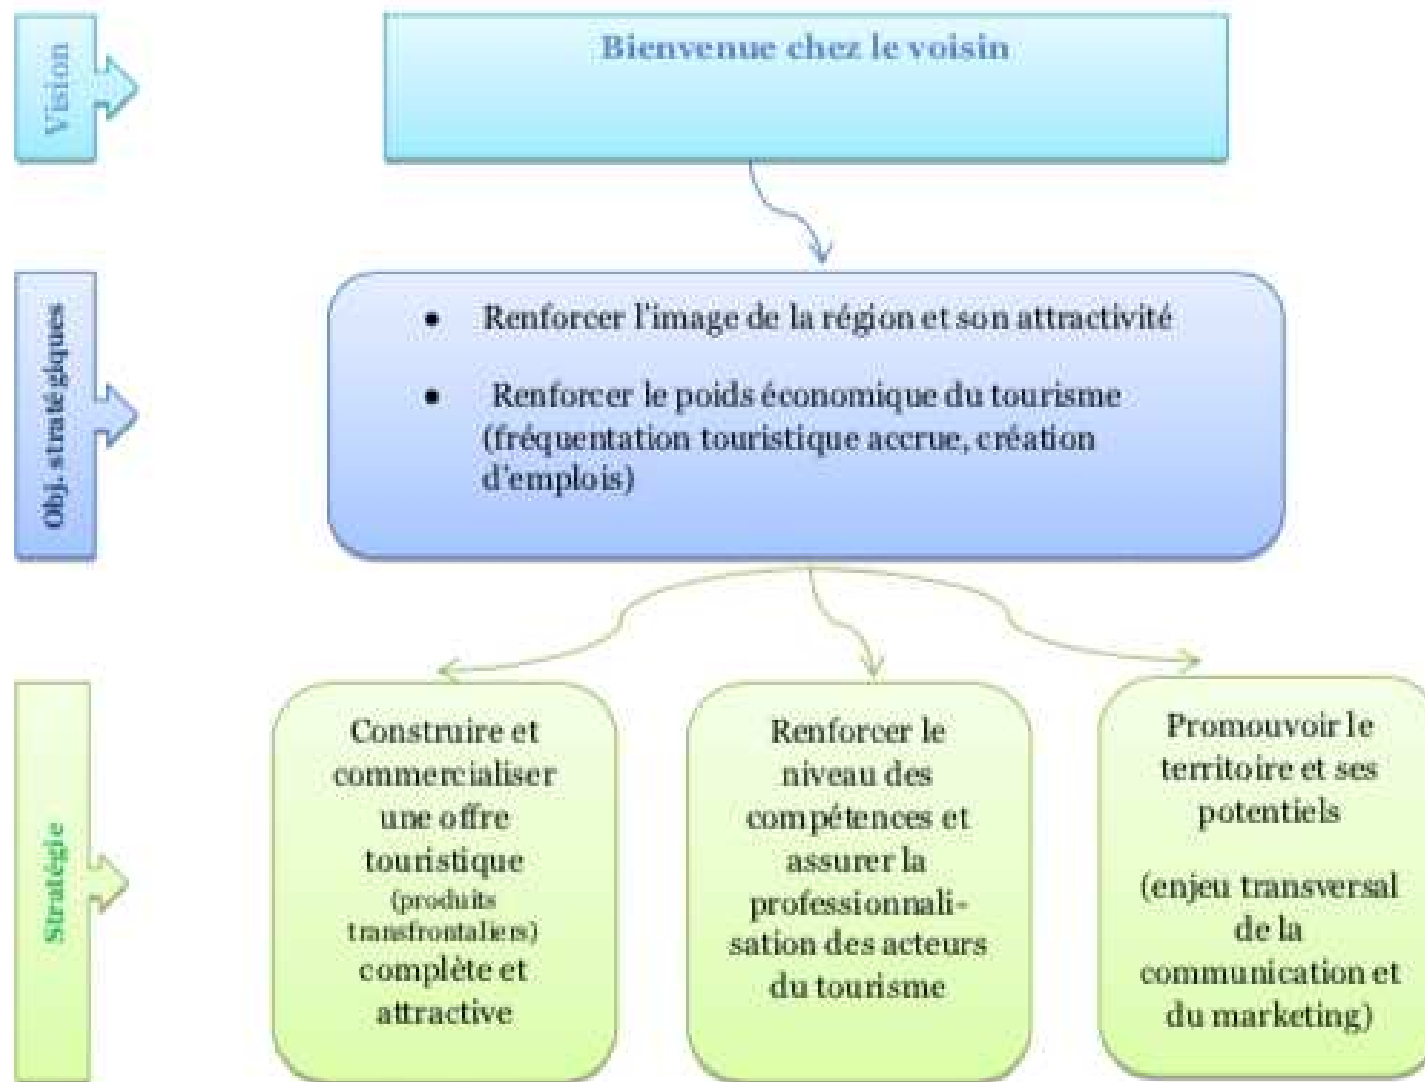 Vision
Bienvenue chez le voisin
Obj. stratégiques
• Renforcer l'image de la région et son attractivité
• Renforcer le poids économique du tourisme
(fréquentation touristique accrue, création
d'emplois)
Stratégie
Construire et
commercialiser
une offre
touristique
(produits
transfrontaliers)
complète et
attractive
Renforcer le
niveau des
compétences et
assurer la
professionnali-
sation des acteurs
du tourisme
Promouvoir le
territoire et ses
potentiels
(enjeu transversal
de la
communication et
du marketing)